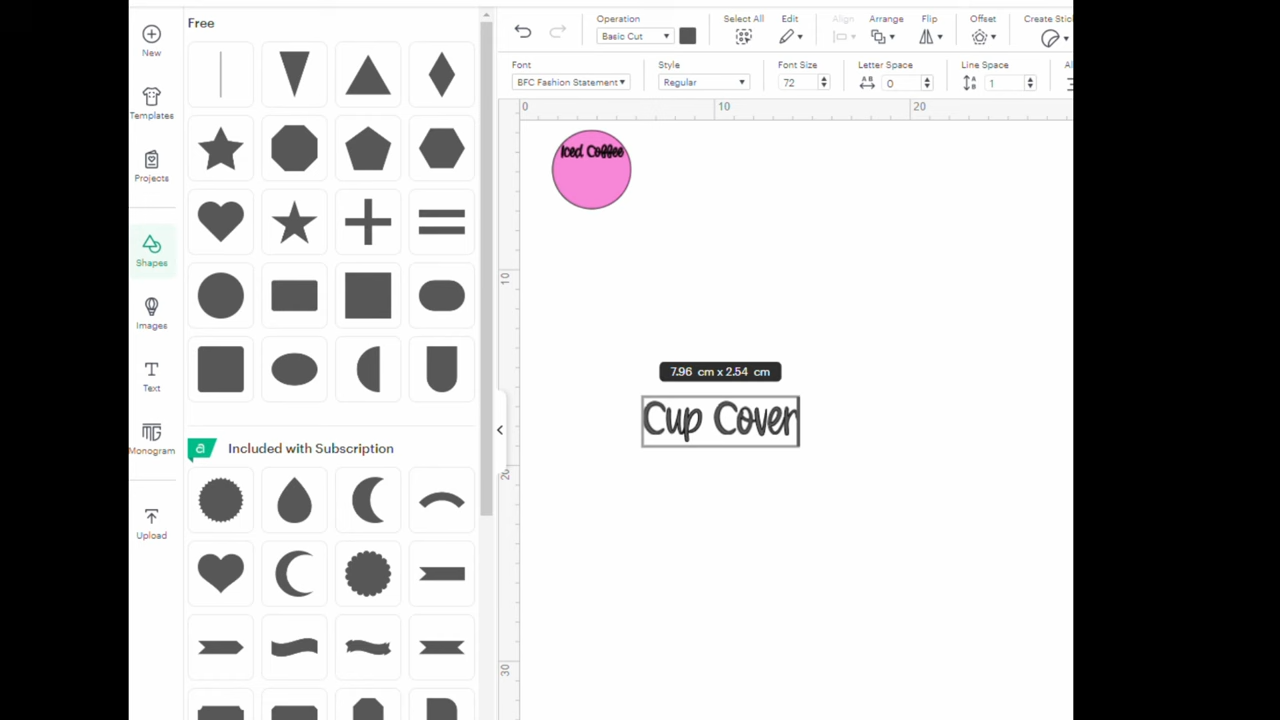 New
Templates
Projects
Shapes
Images
Text
Monogram
Upload
Free
a Included with Subscription
Operation
Basic Cut
Select All
Edit
Align
Arrange
Flip
Offset
Font
BFC Fashion Statement
Style
Regular
Font Size
72
Letter Space
0
Line Space
1
0 10 20
10
20
30
Iced Coffee
7.96 cm x 2.54 cm
Cup Cover